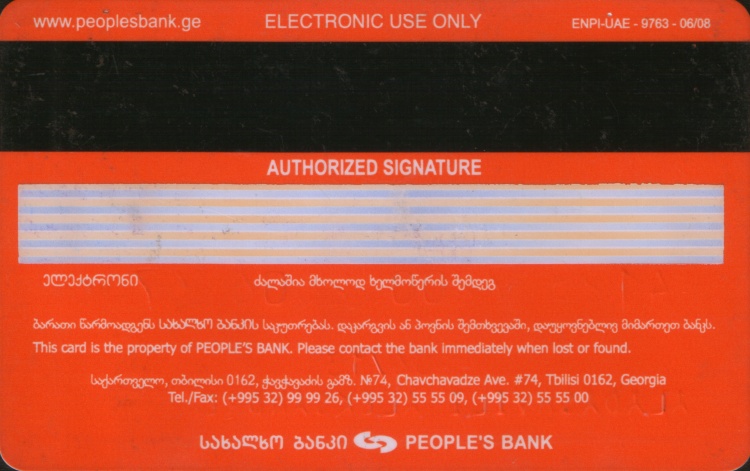 www.peoplesbank.ge ELECTRONIC USE ONLY ENPI-UAE - 9763 - 06/08
AUTHORIZED SIGNATURE
ელექტრონი ძალაშია მხოლოდ ხელმოწერის შემდეგ
ბარათი წარმოადგენს სახალხო ბანკის საკუთრებას. დაკარგვის ან პოვნის შემთხვევაში, დაუყოვნებლივ მიმართეთ ბანკს.
This card is the property of PEOPLE'S BANK. Please contact the bank immediately when lost or found.
საქართველო, თბილისი 0162, ჭავჭავაძის გამზ. №74, Chavchavadze Ave. #74, Tbilisi 0162, Georgia
Tel./Fax: (+995 32) 99 99 26, (+995 32) 55 55 09, (+995 32) 55 55 00
სახალხო ბანკი PEOPLE'S BANK